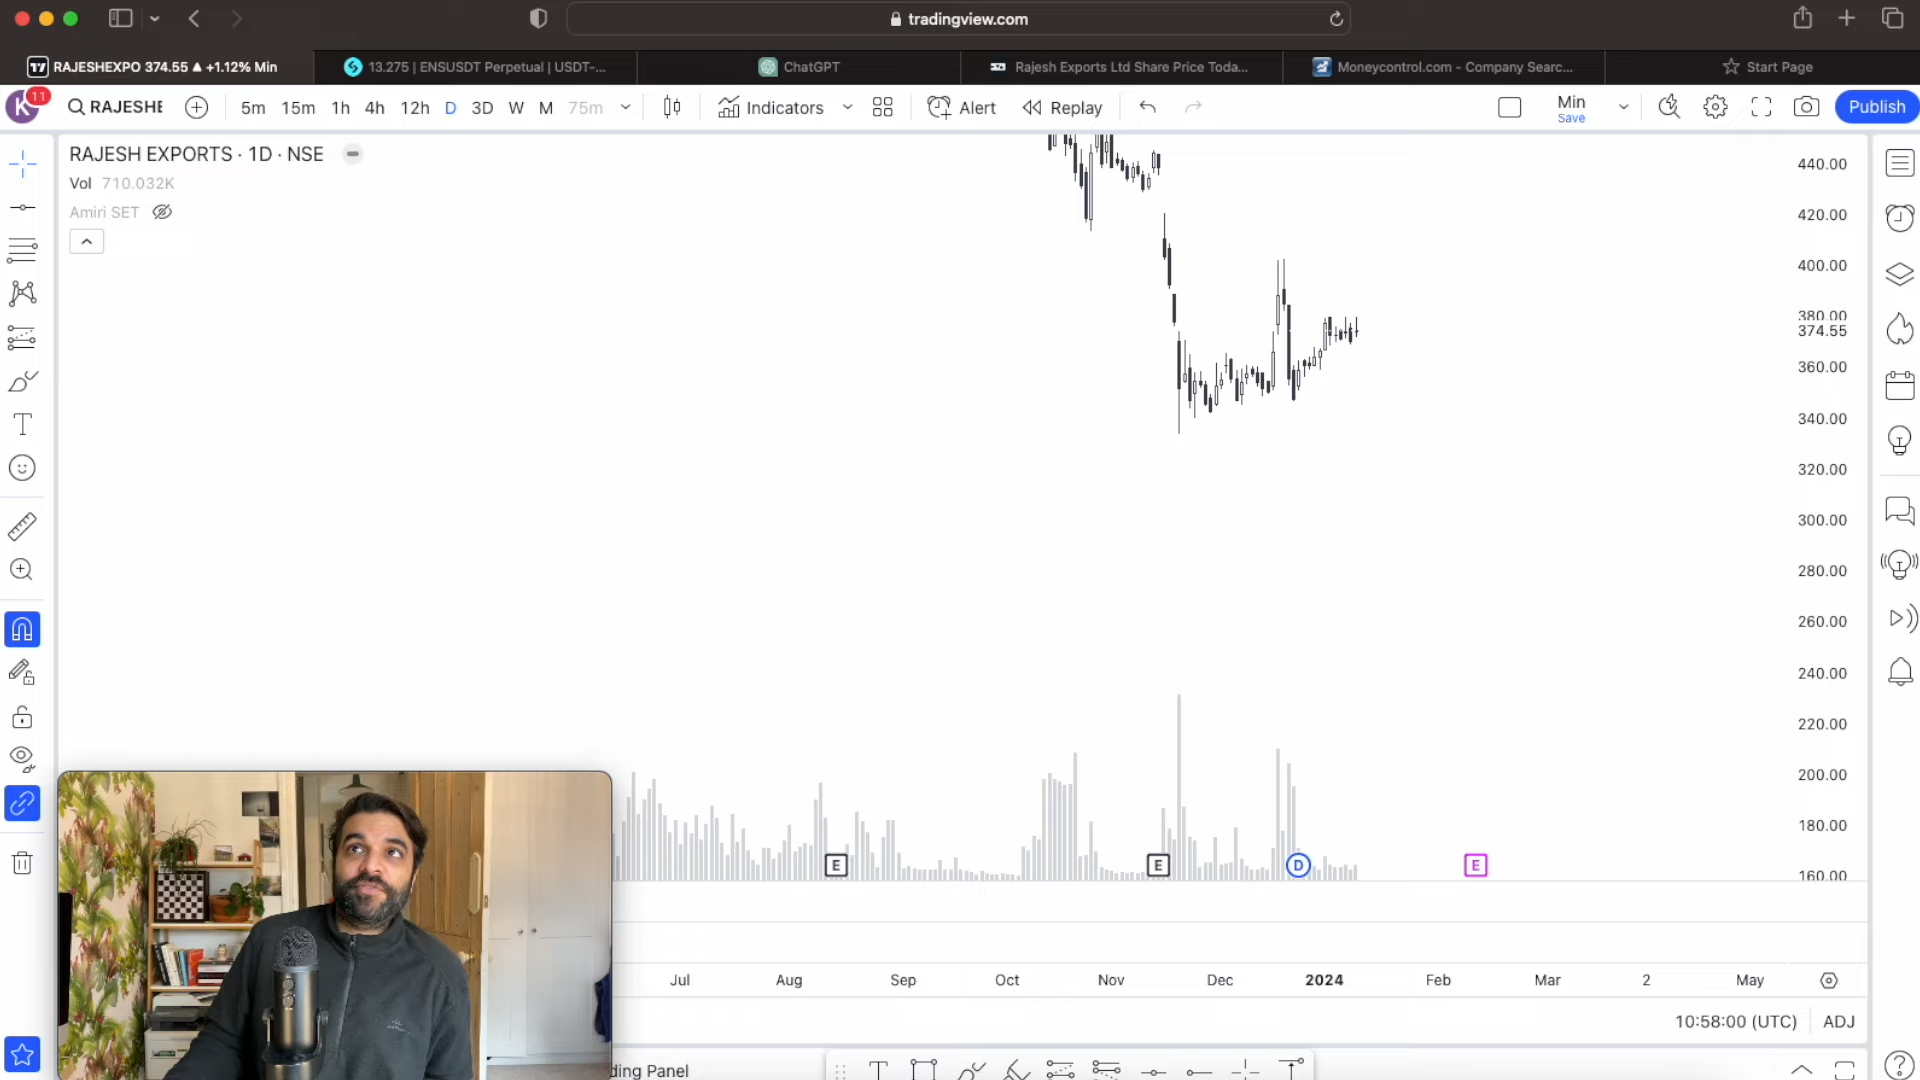 tradingview.com
RAJESHEXPO 374.55 ▲ +1.12% Min
13.275 | ENSUSDT Perpetual | USDT-...
ChatGPT
Rajesh Exports Ltd Share Price Toda...
Moneycontrol.com - Company Searc...
Start Page
K 11
RAJESHE
5m 15m 1h 4h 12h D 3D W M 75m
Indicators
Alert
Replay
Min
Save
Publish
RAJESH EXPORTS · 1D · NSE
Vol 710.032K
Amiri SET
440.00
420.00
400.00
380.00
374.55
360.00
340.00
320.00
300.00
280.00
260.00
240.00
220.00
200.00
180.00
160.00
E E D E
Jul Aug Sep Oct Nov Dec 2024 Feb Mar 2 May
10:58:00 (UTC) ADJ
ding Panel